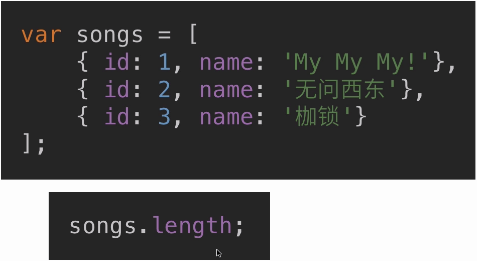 var songs = [
{ id: 1, name: 'My My My!'},
{ id: 2, name: '无问西东'},
{ id: 3, name: '枷锁'}
];
songs.length;